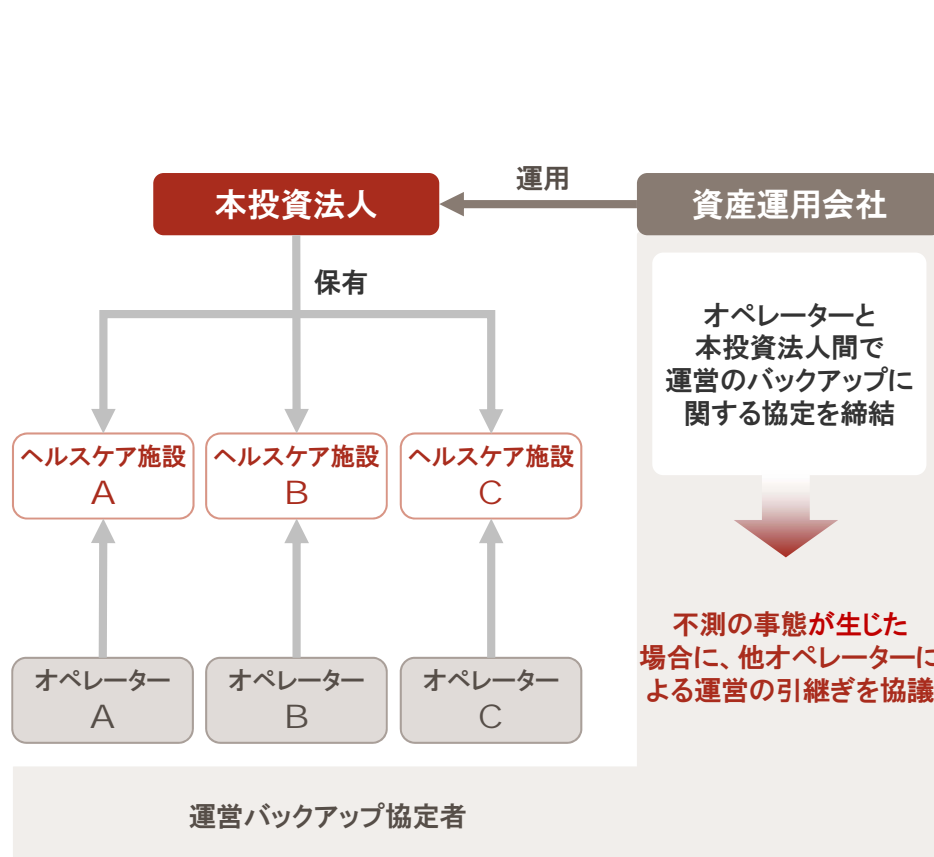 運用
本投資法人
資産運用会社
保有
オペレーターと
本投資法人間で
運営のバックアップに
関する協定を締結
ヘルスケア施設
A
ヘルスケア施設
B
ヘルスケア施設
C
不測の事態が生じた
場合に、他オペレーターに
よる運営の引継ぎを協議
オペレーター
A
オペレーター
B
オペレーター
C
運営バックアップ協定者